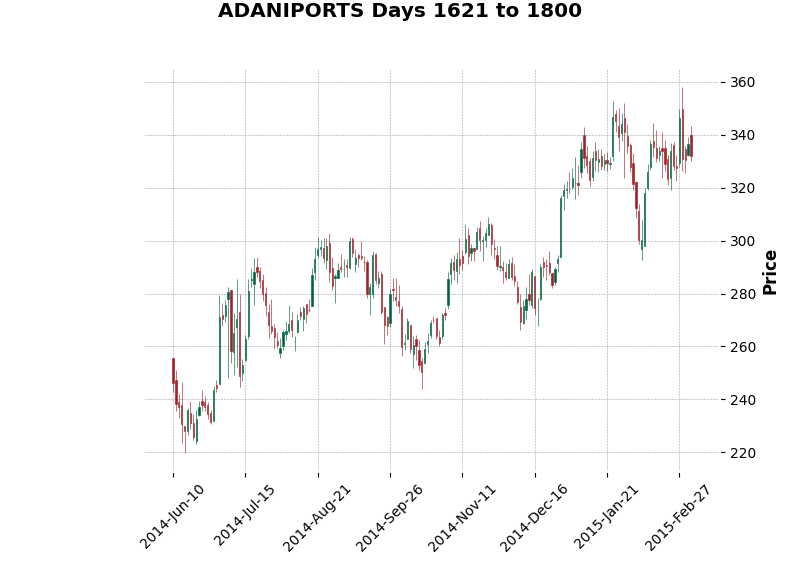 ADANIPORTS Days 1621 to 1800
360
340
320
300
280
260
240
220
Price
2014-Jun-10
2014-Jul-15
2014-Aug-21
2014-Sep-26
2014-Nov-11
2014-Dec-16
2015-Jan-21
2015-Feb-27